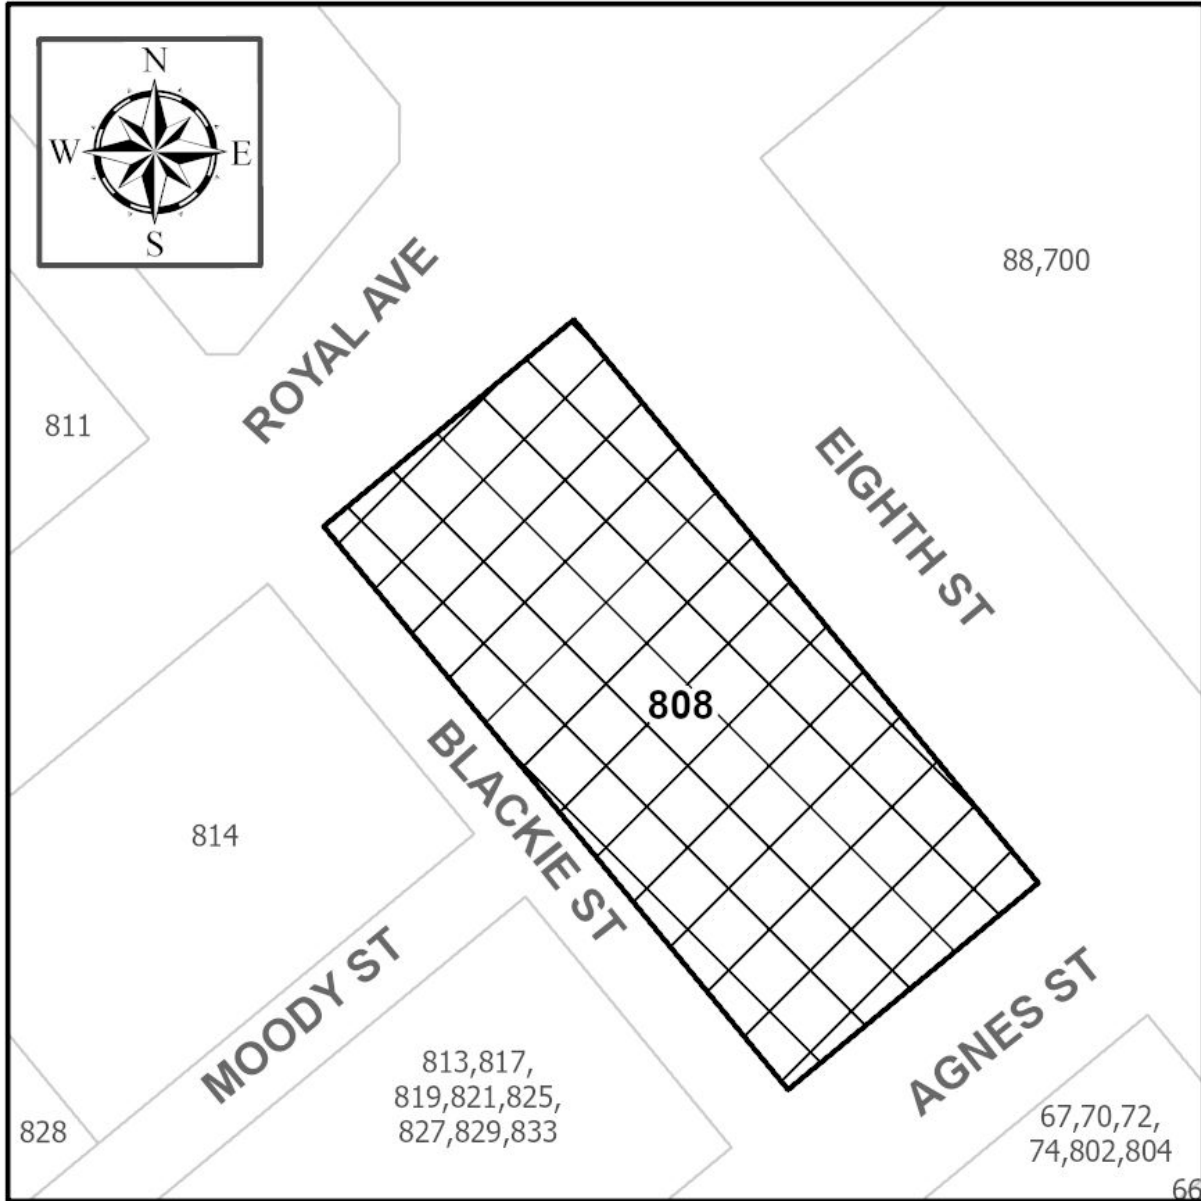 N
W
E
S
ROYAL AVE
88,700
811
EIGHTH ST
808
BLACKIE ST
814
MOODY ST
AGNES ST
813,817,
819,821,825,
827,829,833
828
67,70,72,
74,802,804
66